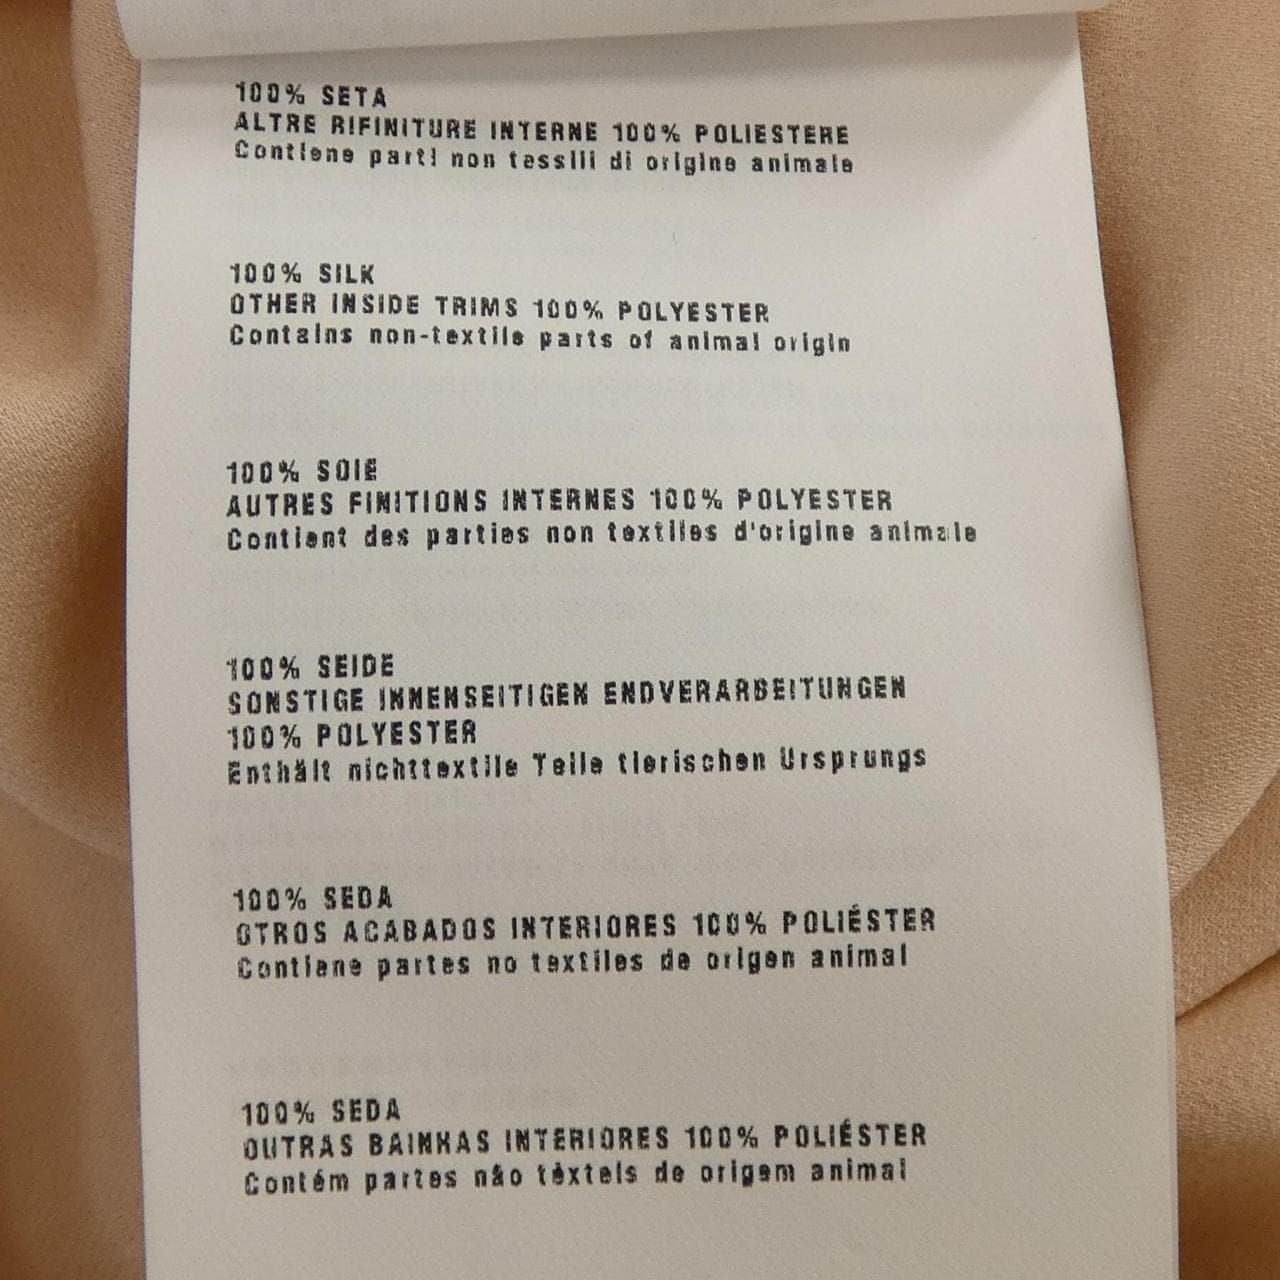 100% SETA
ALTRE RIFINITURE INTERNE 100% POLIESTERE
Contiene parti non tessili di origine animale
100% SILK
OTHER INSIDE TRIMS 100% POLYESTER
Contains non-textile parts of animal origin
100% SOIE
AUTRES FINITIONS INTERNES 100% POLYESTER
Contient des parties non textiles d'origine animale
100% SEIDE
SONSTIGE INNENSEITIGEN ENDVERARBEITUNGEN
100% POLYESTER
Enthält nichttextile Teile tierischen Ursprungs
100% SEDA
OTROS ACABADOS INTERIORES 100% POLIÉSTER
Contiene partes no textiles de origen animal
100% SEDA
OUTRAS BAINHAS INTERIORES 100% POLIÉSTER
Contém partes não têxteis de origem animal